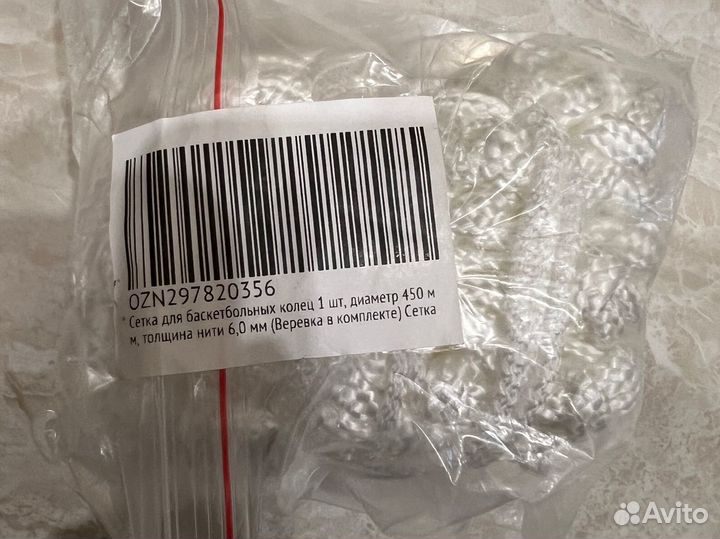 OZN297820356
* Сетка для баскетбольных колец 1 шт, диаметр 450 м
м, толщина нити 6,0 мм (Веревка в комплекте) Сетка
Avito